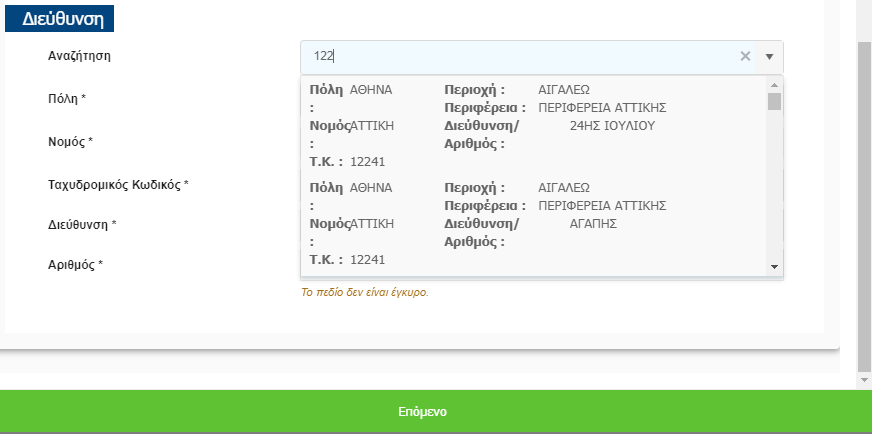 Διεύθυνση
Αναζήτηση 122
Πόλη *
Νομός *
Ταχυδρομικός Κωδικός *
Διεύθυνση *
Αριθμός *
Πόλη ΑΘΗΝΑ Περιοχή : ΑΙΓΑΛΕΩ
: Περιφέρεια : ΠΕΡΙΦΕΡΕΙΑ ΑΤΤΙΚΗΣ
Νομός ΑΤΤΙΚΗ Διεύθυνση/ 24ΗΣ ΙΟΥΛΙΟΥ
: Αριθμός :
Τ.Κ. : 12241
Πόλη ΑΘΗΝΑ Περιοχή : ΑΙΓΑΛΕΩ
: Περιφέρεια : ΠΕΡΙΦΕΡΕΙΑ ΑΤΤΙΚΗΣ
Νομός ΑΤΤΙΚΗ Διεύθυνση/ ΑΓΑΠΗΣ
: Αριθμός :
Τ.Κ. : 12241
Το πεδίο δεν είναι έγκυρο.
Επόμενο